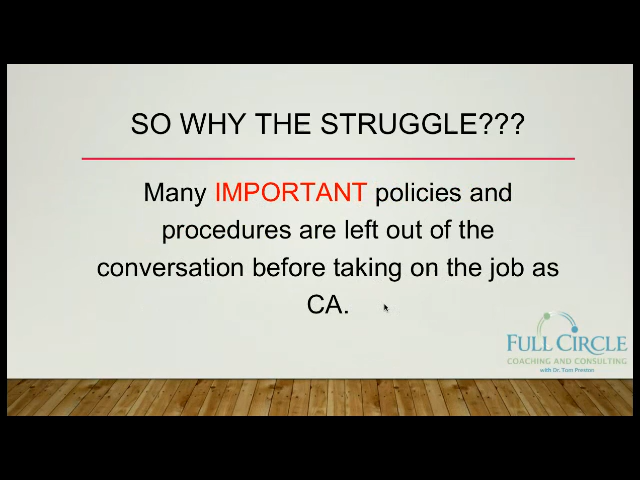 SO WHY THE STRUGGLE???
Many IMPORTANT policies and
procedures are left out of the
conversation before taking on the job as
CA.
FULL CIRCLE
COACHING AND CONSULTING
with Dr. Tom Preston